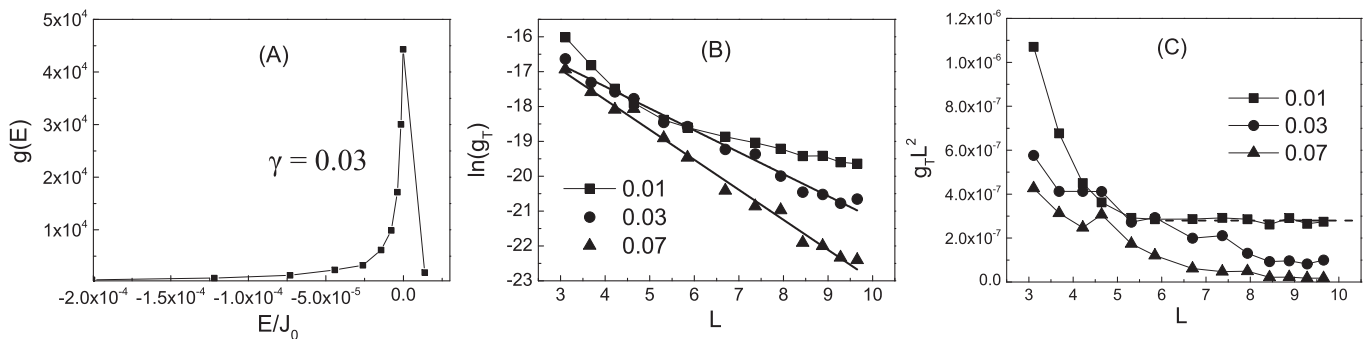 (A)
g(E)
5x10⁴
4x10⁴
3x10⁴
2x10⁴
1x10⁴
0
γ = 0.03
-2.0x10⁻⁴ -1.5x10⁻⁴ -1.0x10⁻⁴ -5.0x10⁻⁵ 0.0
E/J₀
(B)
ln(g_T)
-16
-17
-18
-19
-20
-21
-22
-23
0.01
0.03
0.07
3 4 5 6 7 8 9 10
L
(C)
g_TL²
1.2x10⁻⁶
1.0x10⁻⁶
8.0x10⁻⁷
6.0x10⁻⁷
4.0x10⁻⁷
2.0x10⁻⁷
0.0
0.01
0.03
0.07
3 4 5 6 7 8 9 10
L